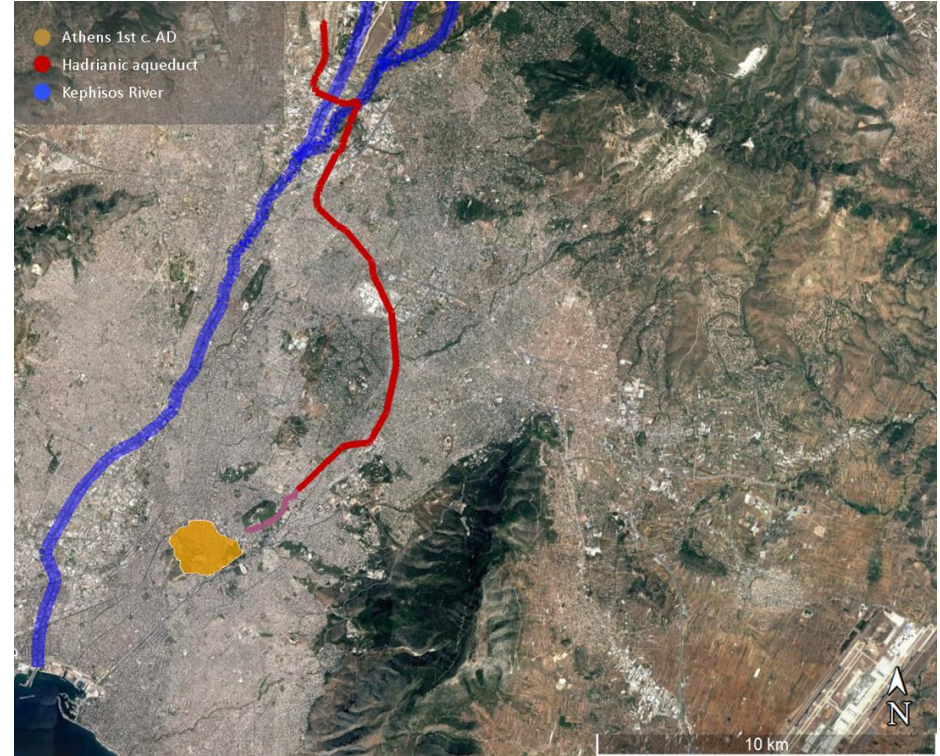 Athens 1st c. AD
Hadrianic aqueduct
Kephisos River
N
10 km